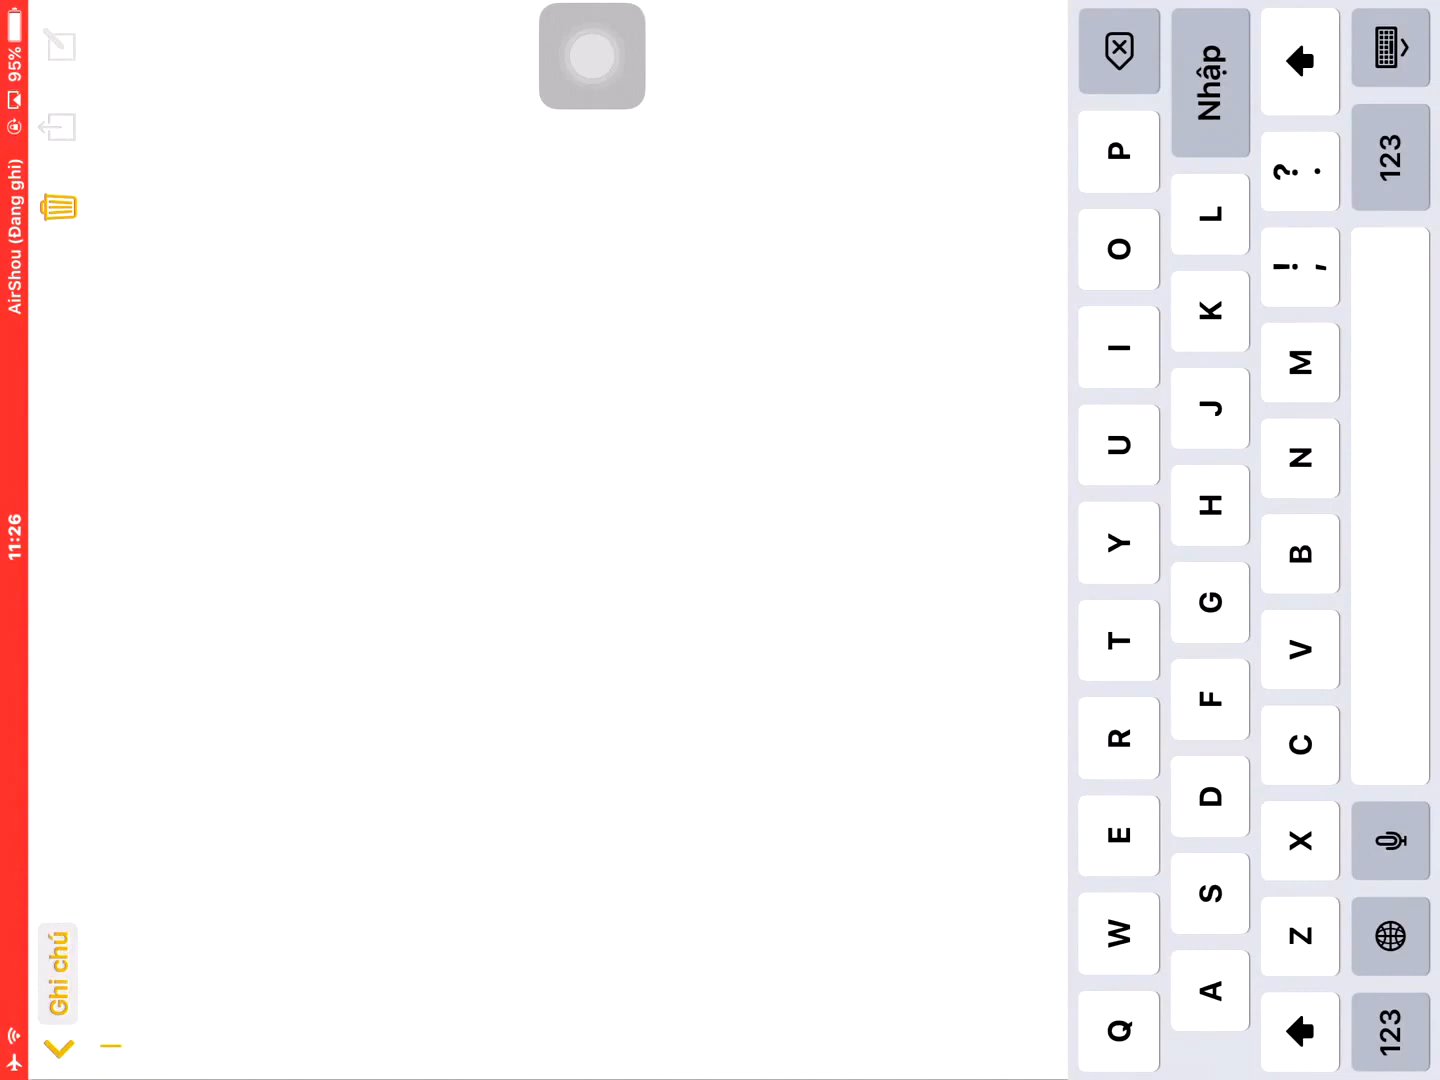 11:26
AirShou (Đang ghi)
95%
Ghi chú
Q W E R T Y U I O P
A S D F G H J K L Nhập
Z X C V B N M ! , ? .
123 123